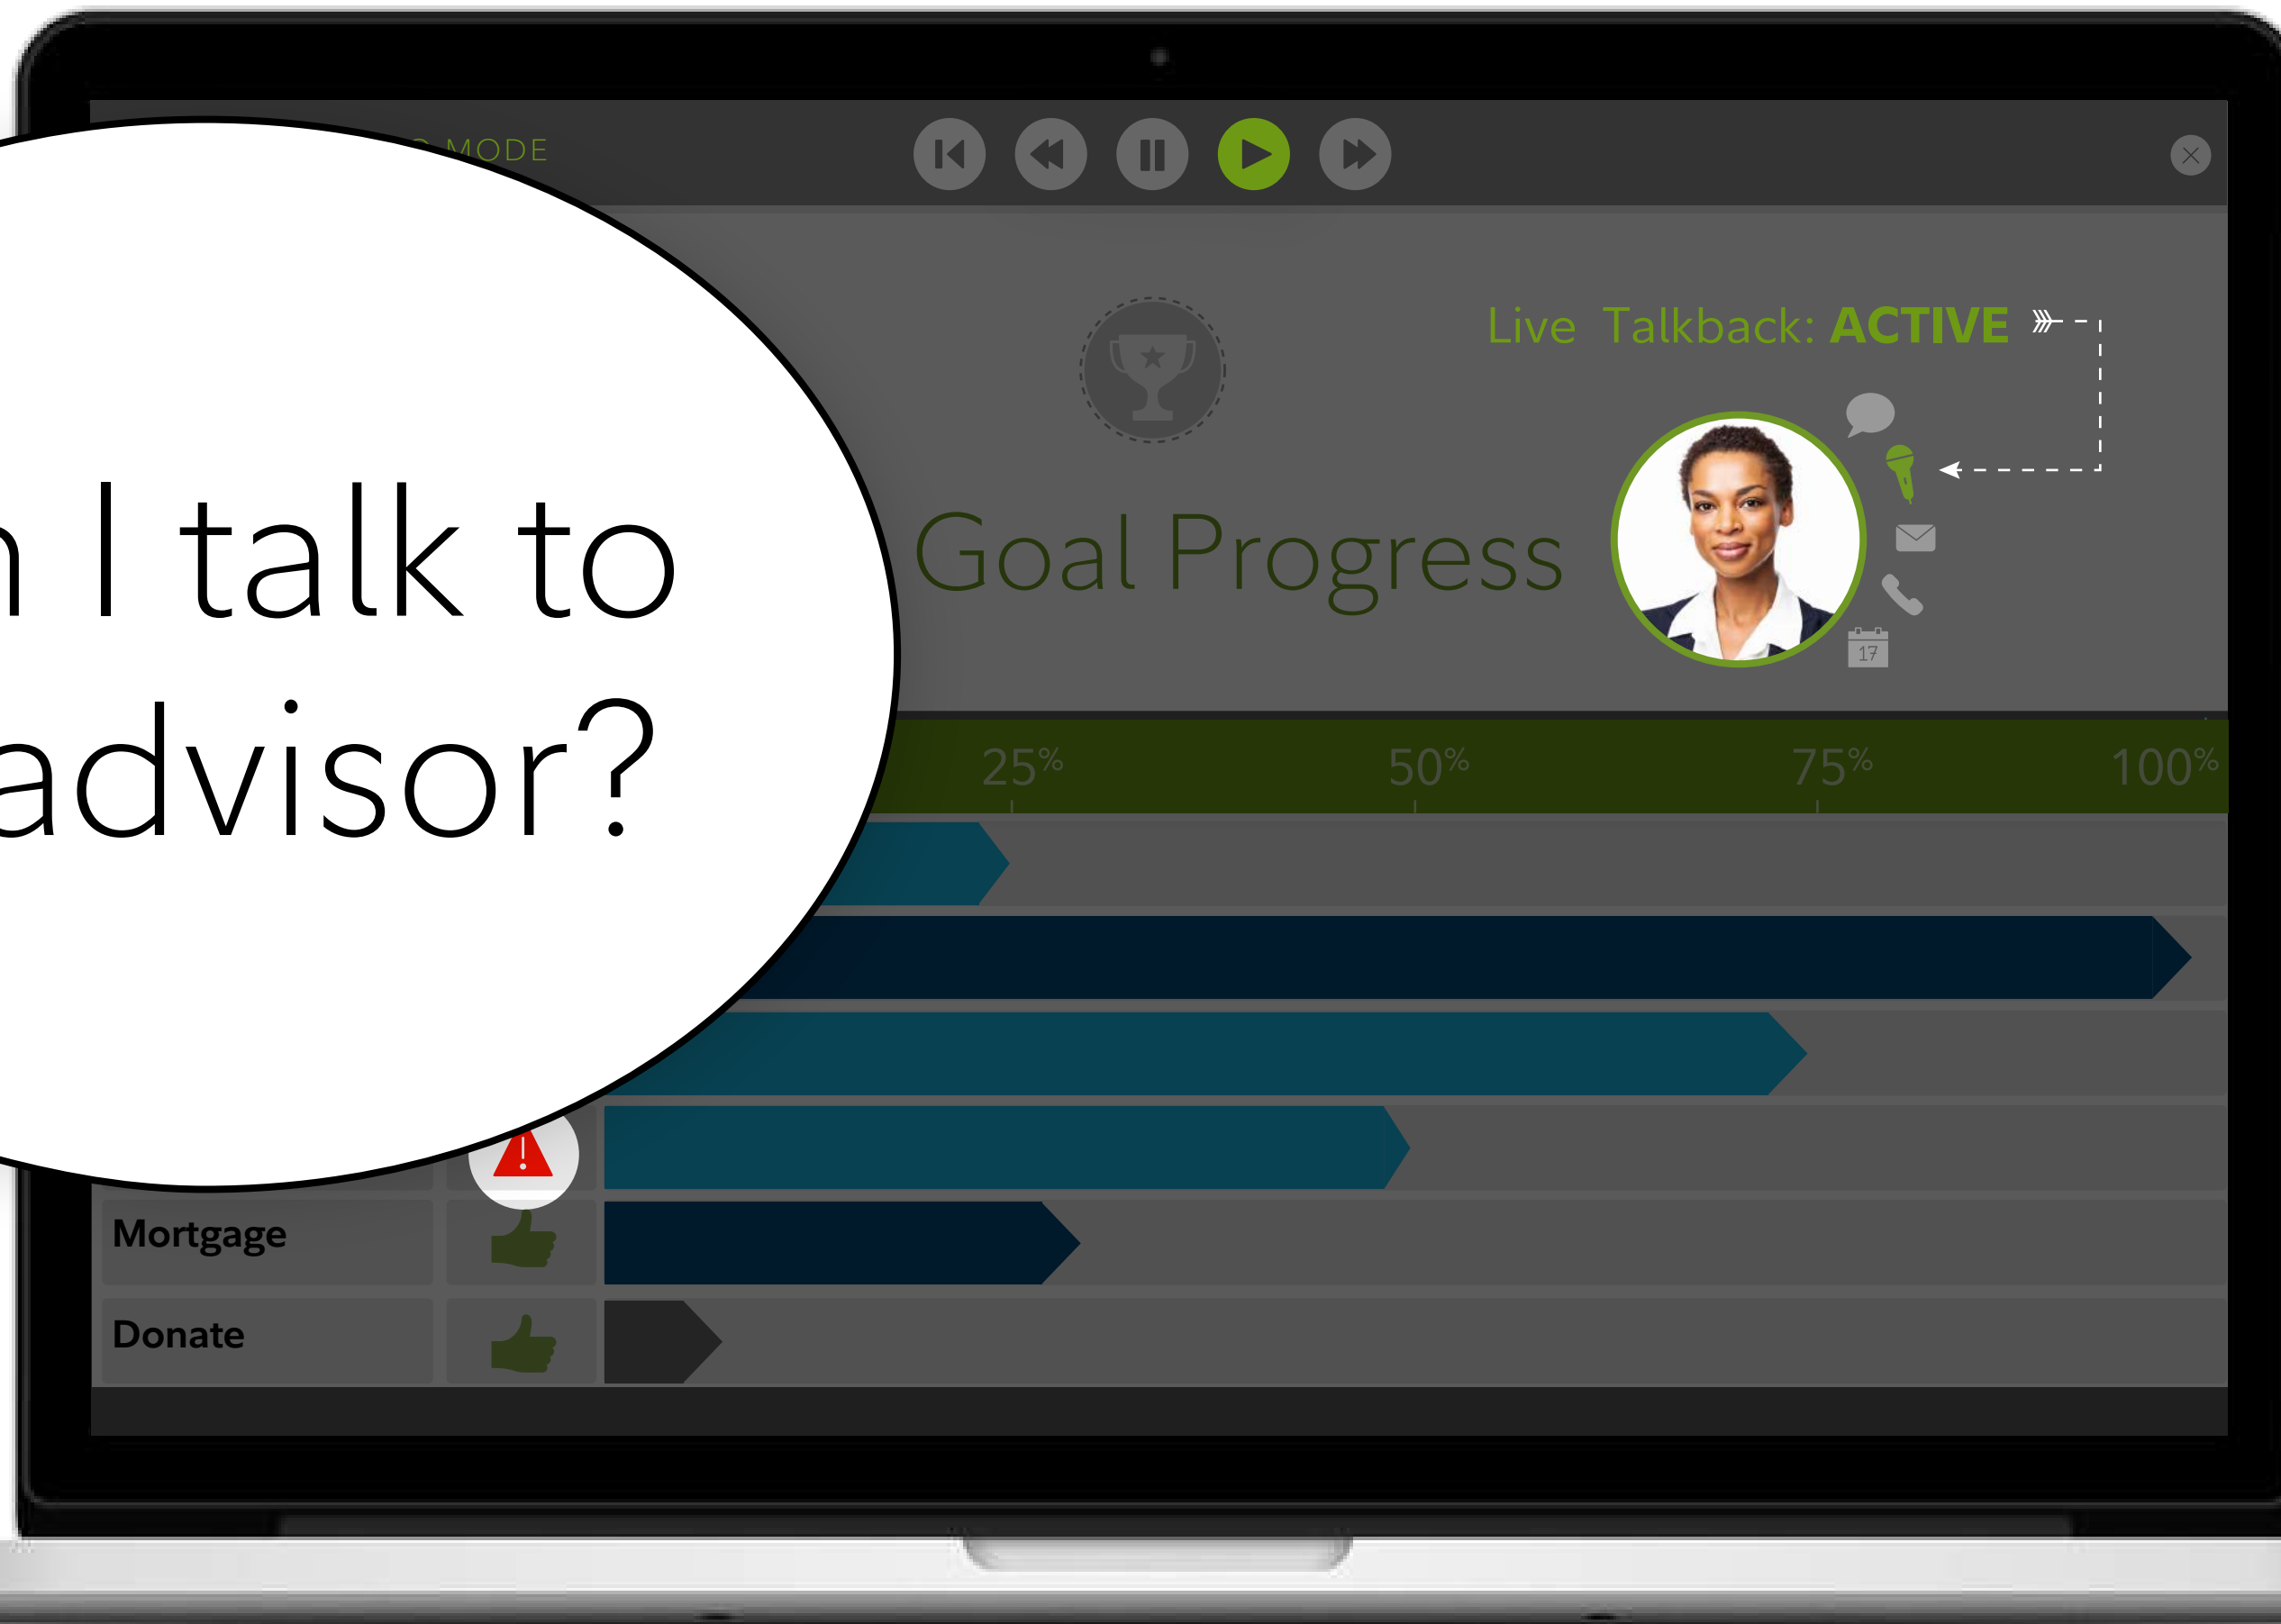 MODE
Live Talkback: ACTIVE
I talk to
advisor?
Goal Progress
17
25%
50%
75%
100%
Mortgage
Donate